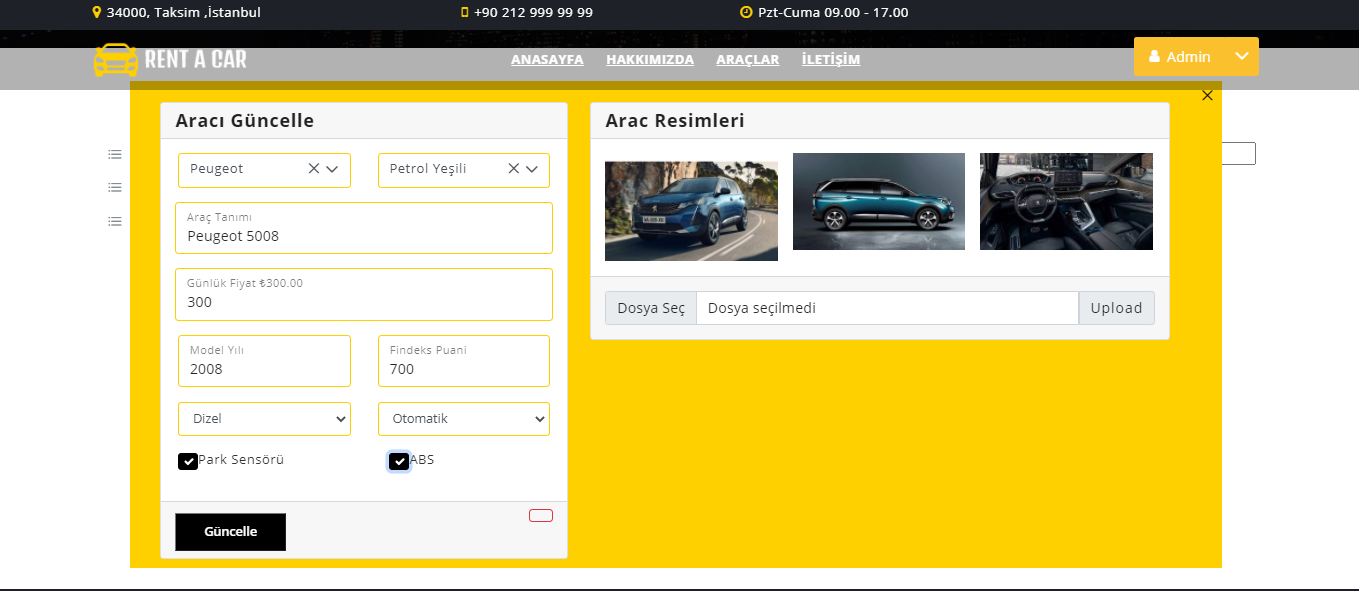 34000, Taksim ,İstanbul
+90 212 999 99 99
Pzt-Cuma 09.00 - 17.00
RENT A CAR
ANASAYFA
HAKKIMIZDA
ARAÇLAR
İLETİŞİM
Admin
Aracı Güncelle
Peugeot
Petrol Yeşili
Araç Tanımı
Peugeot 5008
Günlük Fiyat ₺300.00
300
Model Yılı
2008
Findeks Puanı
700
Dizel
Otomatik
Park Sensörü
ABS
Güncelle
Arac Resimleri
Dosya Seç
Dosya seçilmedi
Upload